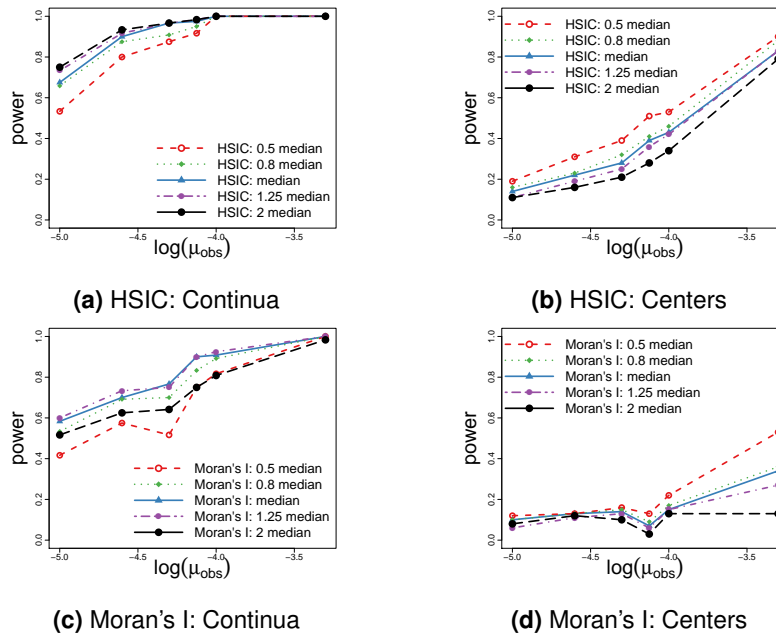 power
0.0
0.2
0.4
0.6
0.8
1.0
HSIC: 0.5 median
HSIC: 0.8 median
HSIC: median
HSIC: 1.25 median
HSIC: 2 median
−5.0
−4.5
−4.0
−3.5
log(μobs)
(a) HSIC: Continua
power
0.0
0.2
0.4
0.6
0.8
1.0
HSIC: 0.5 median
HSIC: 0.8 median
HSIC: median
HSIC: 1.25 median
HSIC: 2 median
−5.0
−4.5
−4.0
−3.5
log(μobs)
(b) HSIC: Centers
power
0.0
0.2
0.4
0.6
0.8
1.0
Moran's I: 0.5 median
Moran's I: 0.8 median
Moran's I: median
Moran's I: 1.25 median
Moran's I: 2 median
−5.0
−4.5
−4.0
−3.5
log(μobs)
(c) Moran's I: Continua
power
0.0
0.2
0.4
0.6
0.8
1.0
Moran's I: 0.5 median
Moran's I: 0.8 median
Moran's I: median
Moran's I: 1.25 median
Moran's I: 2 median
−5.0
−4.5
−4.0
−3.5
log(μobs)
(d) Moran's I: Centers